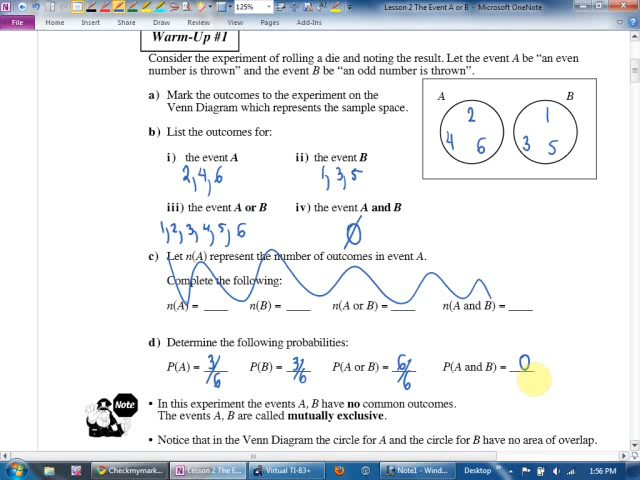 Lesson 2 The Event A or B - Microsoft OneNote
125%
File Home Insert Share Draw Review View Add-Ins
Warm-Up #1
Consider the experiment of rolling a die and noting the result. Let the event A be “an even
number is thrown” and the event B be “an odd number is thrown”.
a) Mark the outcomes to the experiment on the
Venn Diagram which represents the sample space.
A B
2 1
4 6 3 5
b) List the outcomes for:
i) the event A ii) the event B
2, 4, 6 1, 3, 5
iii) the event A or B iv) the event A and B
1, 2, 3, 4, 5, 6 Ø
c) Let n(A) represent the number of outcomes in event A.
Complete the following:
n(A) = ____ n(B) = ____ n(A or B) = ____ n(A and B) = ____
d) Determine the following probabilities:
P(A) = 3/6 P(B) = 3/6 P(A or B) = 6/6 P(A and B) = 0
Note
• In this experiment the events A, B have no common outcomes.
The events A, B are called mutually exclusive.
• Notice that in the Venn Diagram the circle for A and the circle for B have no area of overlap.
Checkmymark... Lesson 2 The E... Virtual TI-83+ Note1 - Wind... Desktop » 1:56 PM